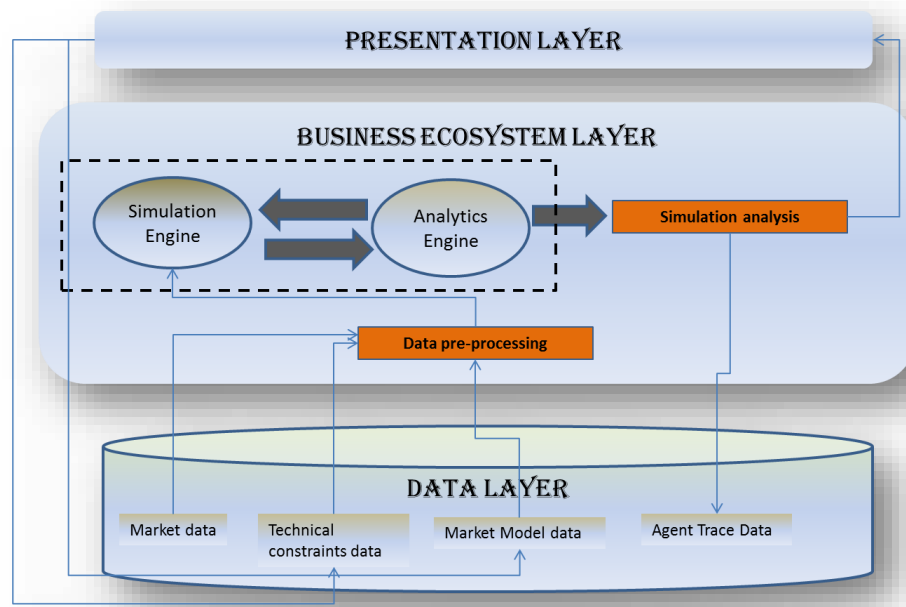 PRESENTATION LAYER
BUSINESS ECOSYSTEM LAYER
Simulation
Engine
Analytics
Engine
Simulation analysis
Data pre-processing
DATA LAYER
Market data
Technical
constraints data
Market Model data
Agent Trace Data